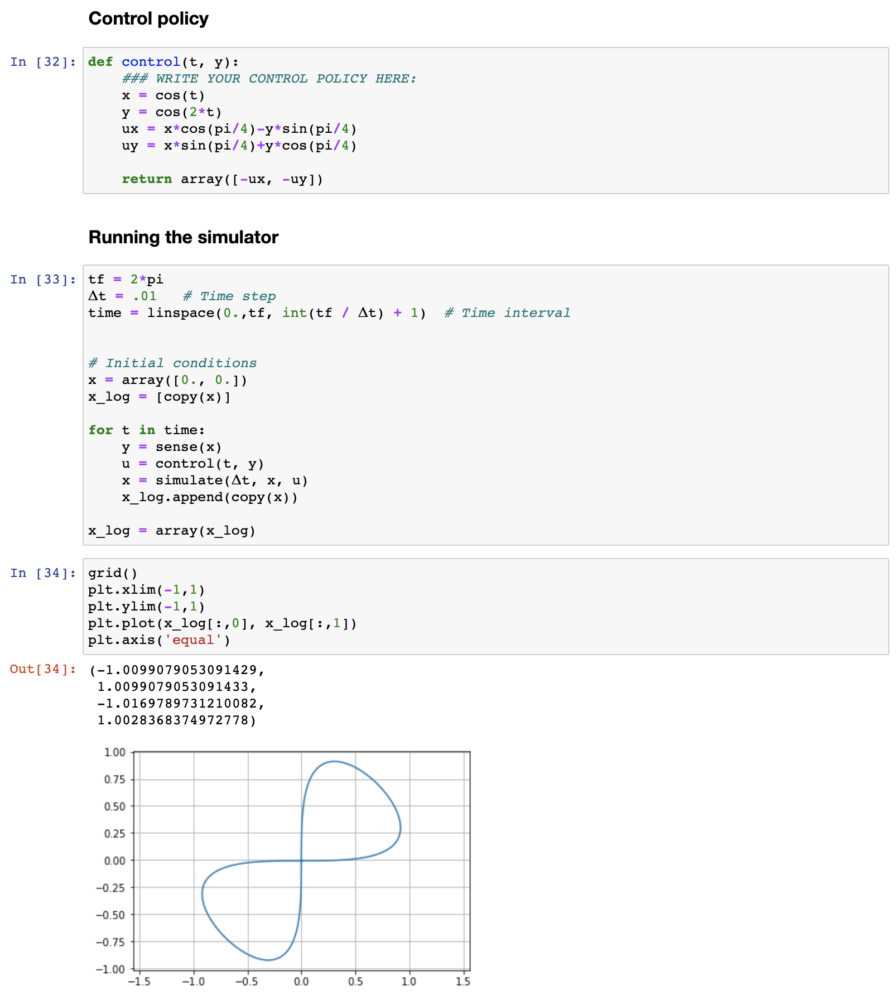 Control policy
In [32]:
def control(t, y):
    ### WRITE YOUR CONTROL POLICY HERE:
    x = cos(t)
    y = cos(2*t)
    ux = x*cos(pi/4)-y*sin(pi/4)
    uy = x*sin(pi/4)+y*cos(pi/4)
    return array([-ux, -uy])
Running the simulator
In [33]:
tf = 2*pi
Δt = .01   # Time step
time = linspace(0.,tf, int(tf / Δt) + 1)  # Time interval
# Initial conditions
x = array([0., 0.])
x_log = [copy(x)]
for t in time:
    y = sense(x)
    u = control(t, y)
    x = simulate(Δt, x, u)
    x_log.append(copy(x))
x_log = array(x_log)
In [34]:
grid()
plt.xlim(-1,1)
plt.ylim(-1,1)
plt.plot(x_log[:,0], x_log[:,1])
plt.axis('equal')
Out[34]:
(-1.0099079053091429,
 1.0099079053091433,
 -1.0169789731210082,
 1.0028368374972778)
1.00
0.75
0.50
0.25
0.00
−0.25
−0.50
−0.75
−1.00
−1.5 −1.0 −0.5 0.0 0.5 1.0 1.5